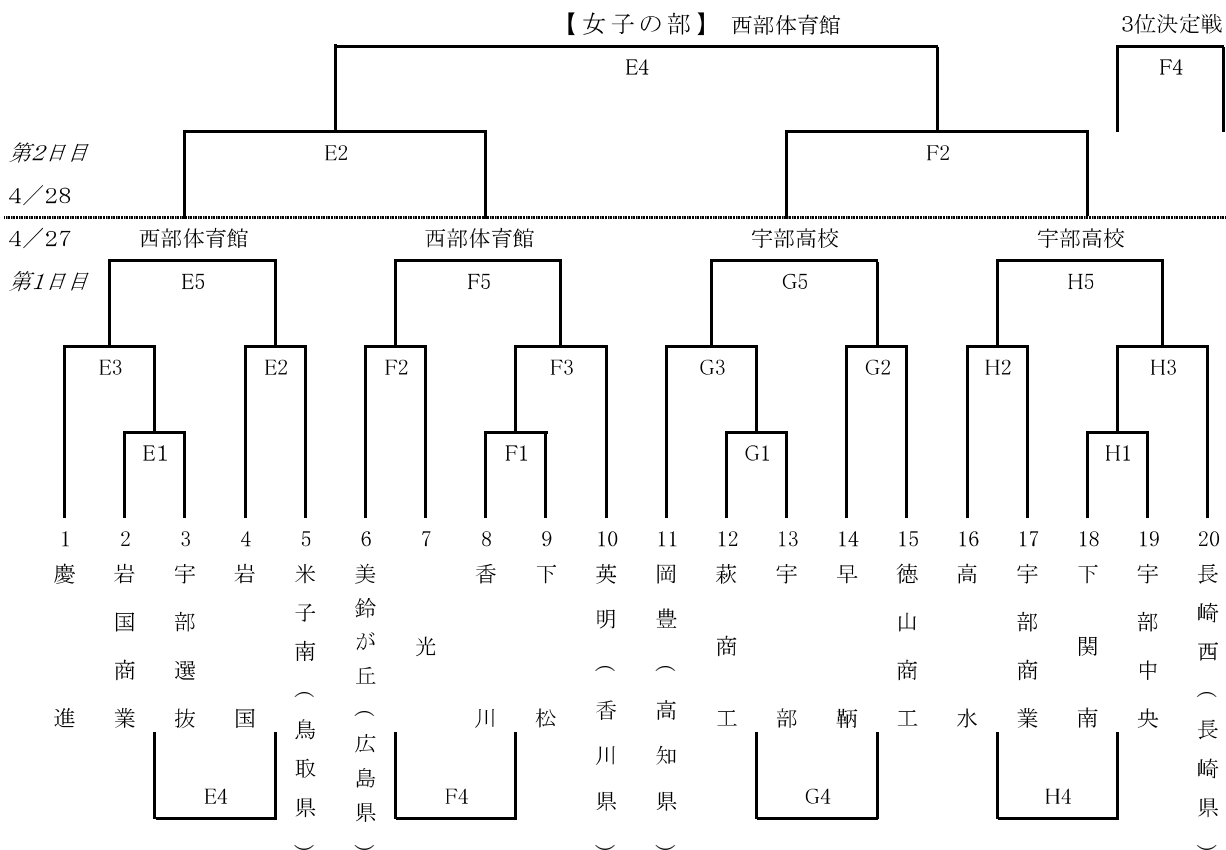 【女子の部】 西部体育館
3位決定戦
E4
F4
第2日目
E2
F2
4/28
4/27
西部体育館
西部体育館
宇部高校
宇部高校
第1日目
E5
F5
G5
H5
E3
E2
F2
F3
G3
G2
H2
H3
E1
F1
G1
H1
1 慶進
2 岩国商業
3 宇部選抜
4 岩国
5 米子南(鳥取県)
6 美鈴が丘(広島県)
7 光
8 香川
9 下松
10 英明(香川県)
11 岡豊(高知県)
12 萩商工
13 宇部
14 早鞆
15 徳山商工
16 高水
17 宇部商業
18 下関南
19 宇部中央
20 長崎西(長崎県)
E4
F4
G4
H4